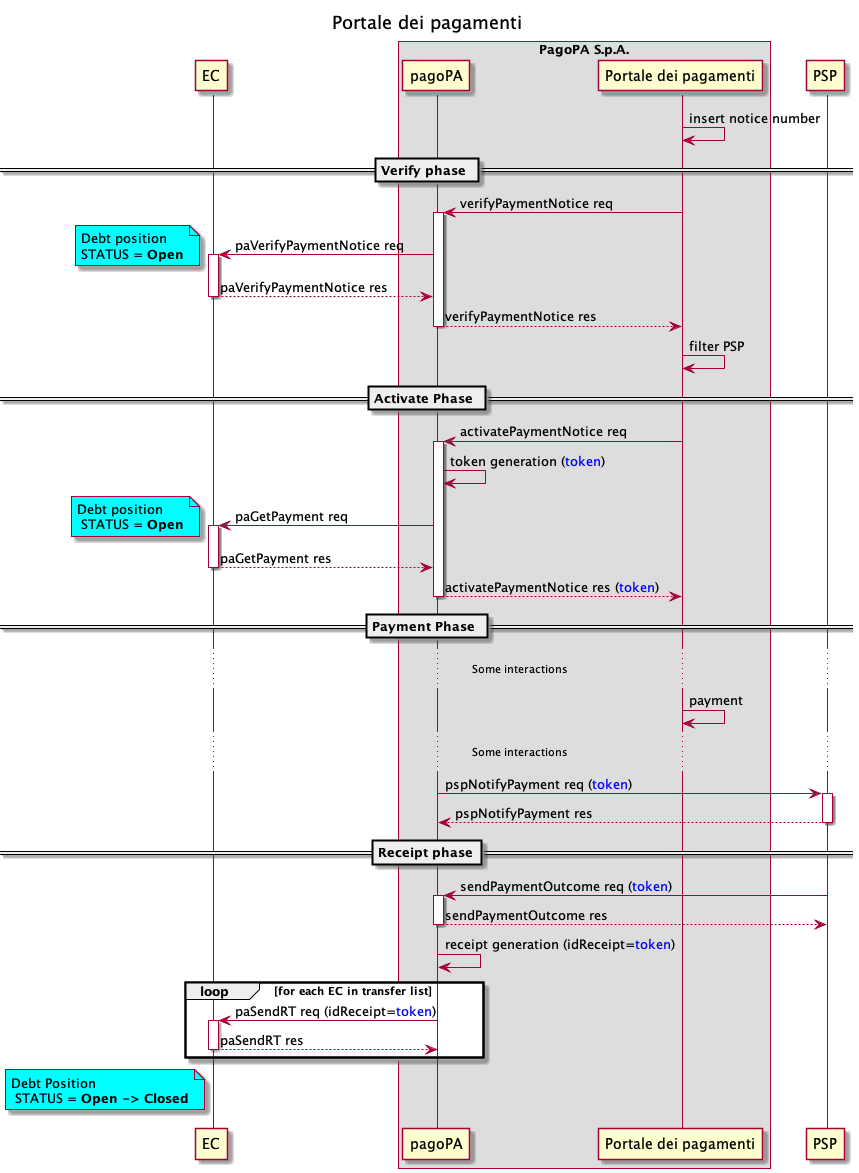 Portale dei pagamenti
PagoPA S.p.A.
EC
pagoPA
Portale dei pagamenti
PSP
insert notice number
Verify phase
verifyPaymentNotice req
Debt position
STATUS = Open
paVerifyPaymentNotice req
paVerifyPaymentNotice res
verifyPaymentNotice res
filter PSP
Activate Phase
activatePaymentNotice req
token generation (token)
Debt position
STATUS = Open
paGetPayment req
paGetPayment res
activatePaymentNotice res (token)
Payment Phase
Some interactions
payment
Some interactions
pspNotifyPayment req (token)
pspNotifyPayment res
Receipt phase
sendPaymentOutcome req (token)
sendPaymentOutcome res
receipt generation (idReceipt=token)
loop
[for each EC in transfer list]
paSendRT req (idReceipt=token)
paSendRT res
Debt Position
STATUS = Open -> Closed
EC
pagoPA
Portale dei pagamenti
PSP